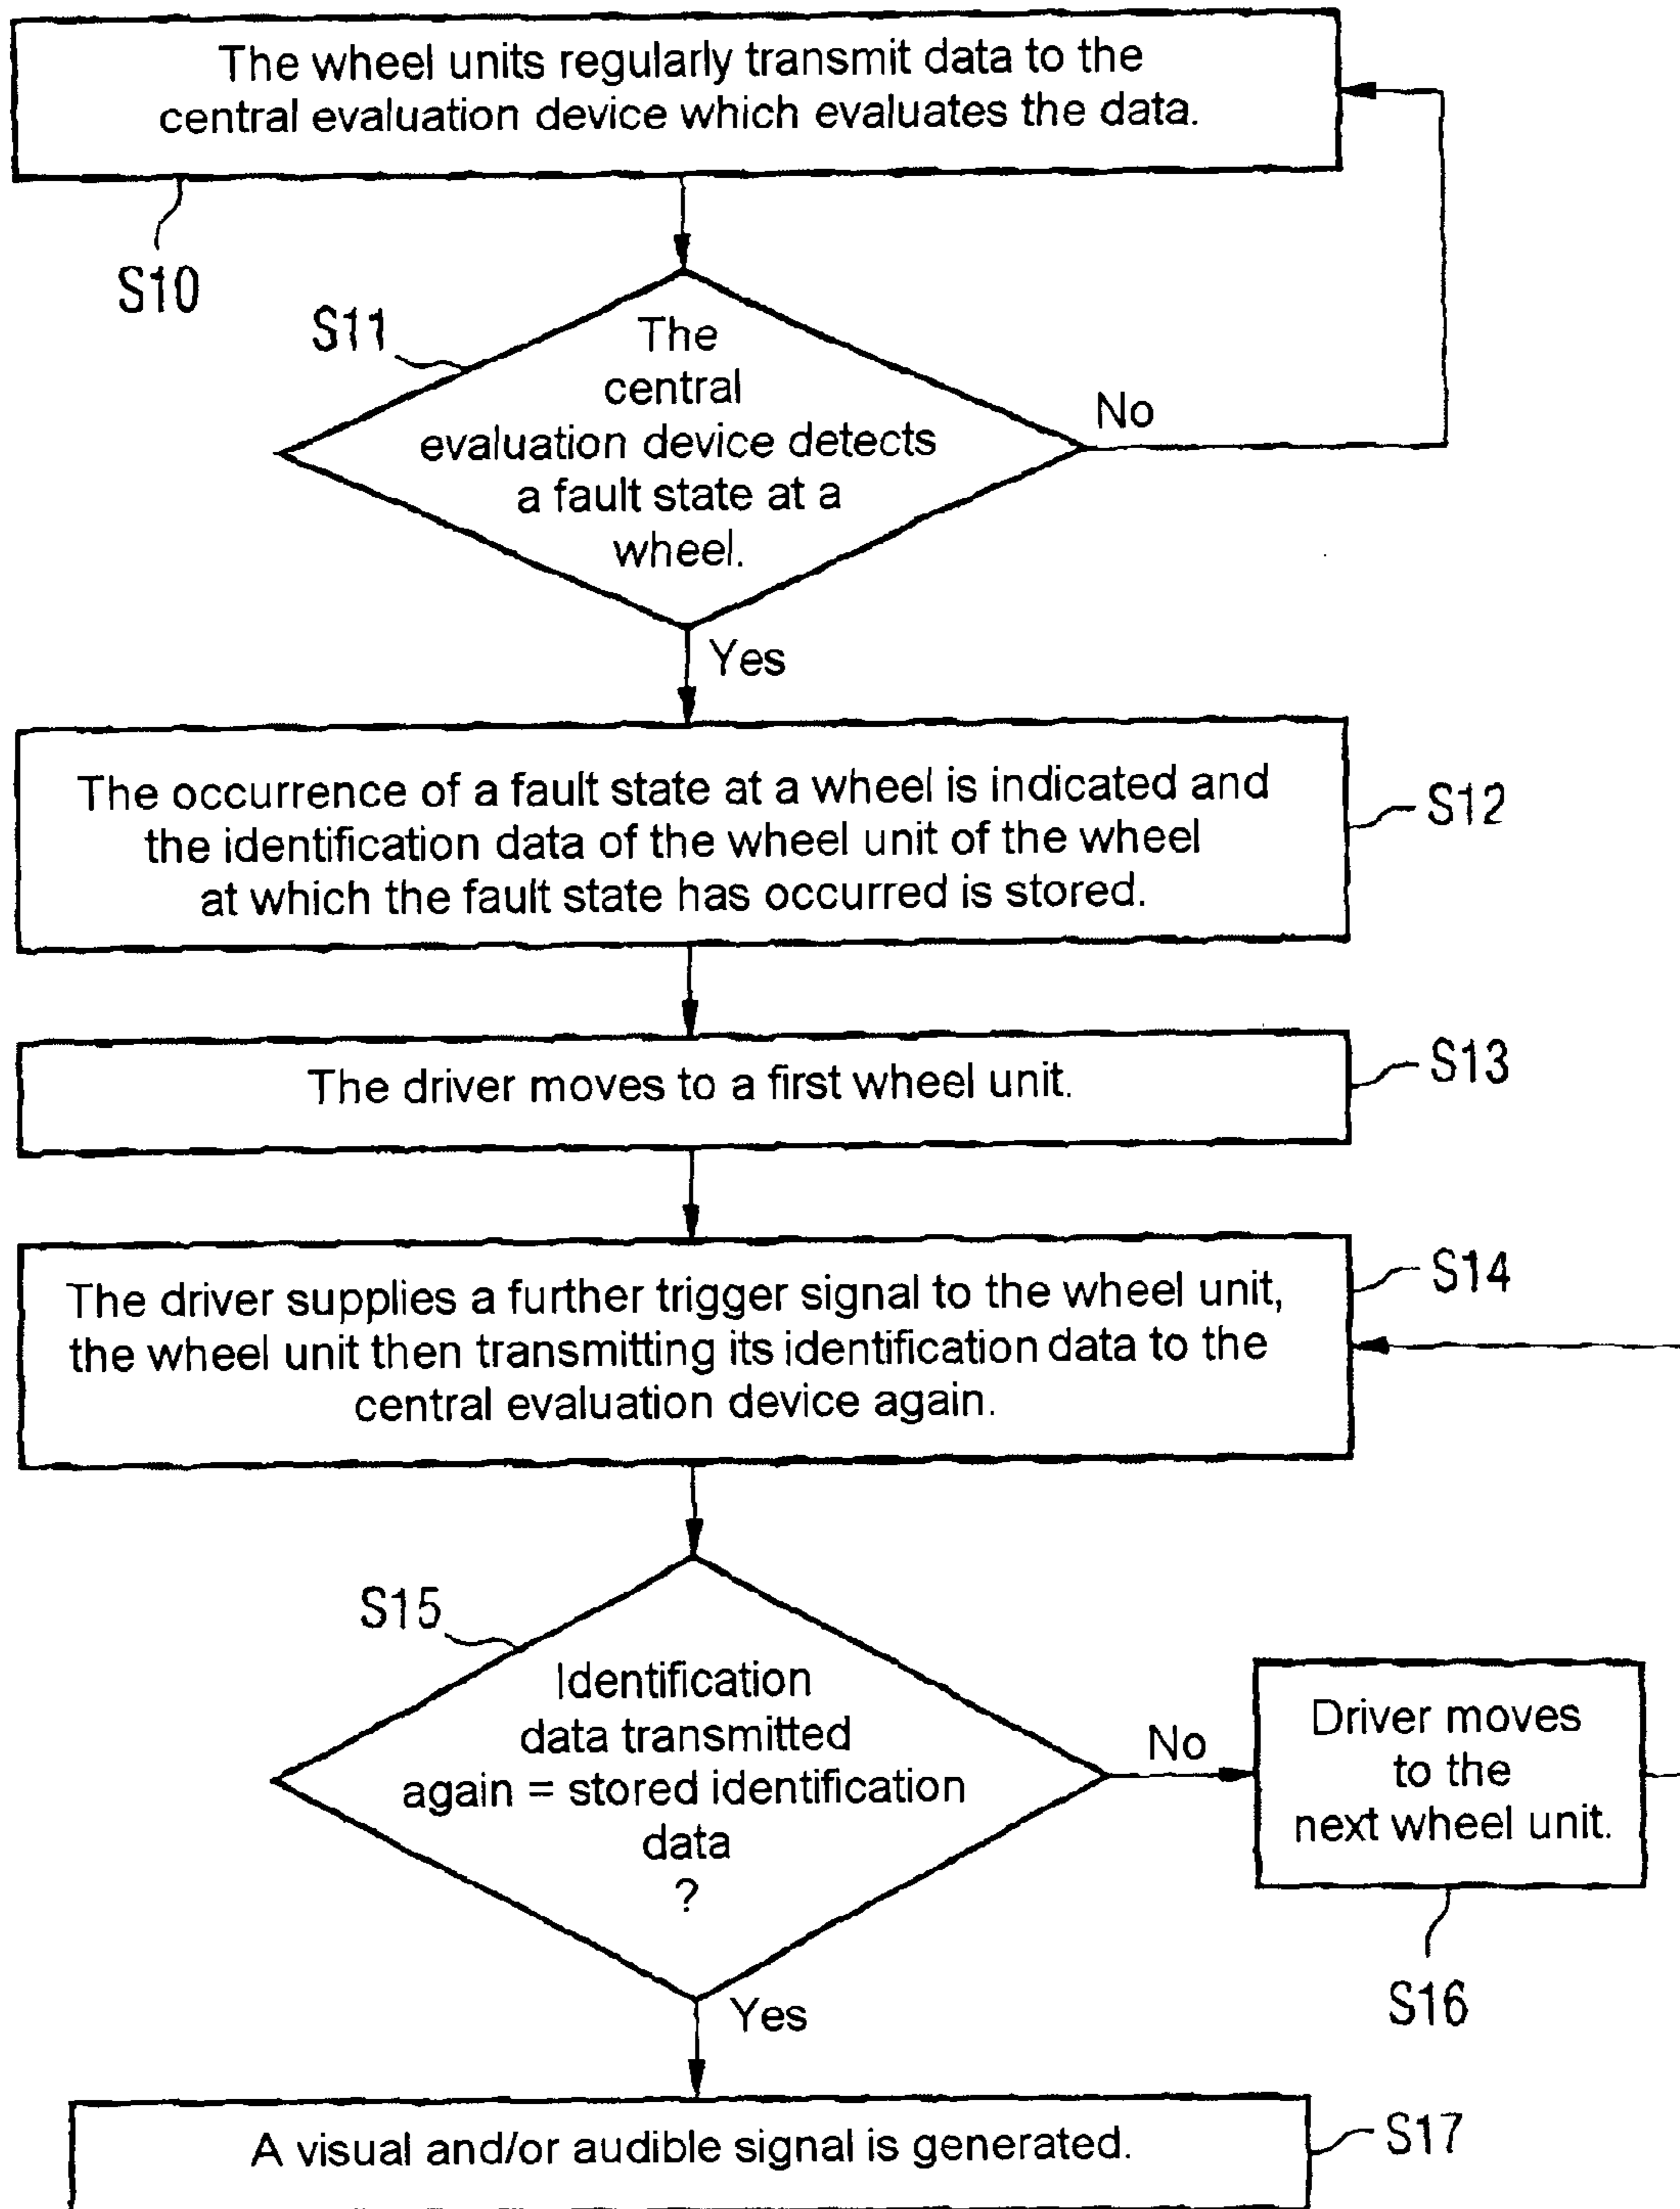 The wheel units regularly transmit data to the
central evaluation device which evaluates the data.
S10
S11
The
central
evaluation device detects
a fault state at a
wheel.
No
Yes
The occurrence of a fault state at a wheel is indicated and
the identification data of the wheel unit of the wheel
at which the fault state has occurred is stored.
S12
The driver moves to a first wheel unit.
S13
The driver supplies a further trigger signal to the wheel unit,
the wheel unit then transmitting its identification data to the
central evaluation device again.
S14
S15
Identification
data transmitted
again = stored identification
data
?
No
Driver moves
to the
next wheel unit.
S16
Yes
A visual and/or audible signal is generated.
S17